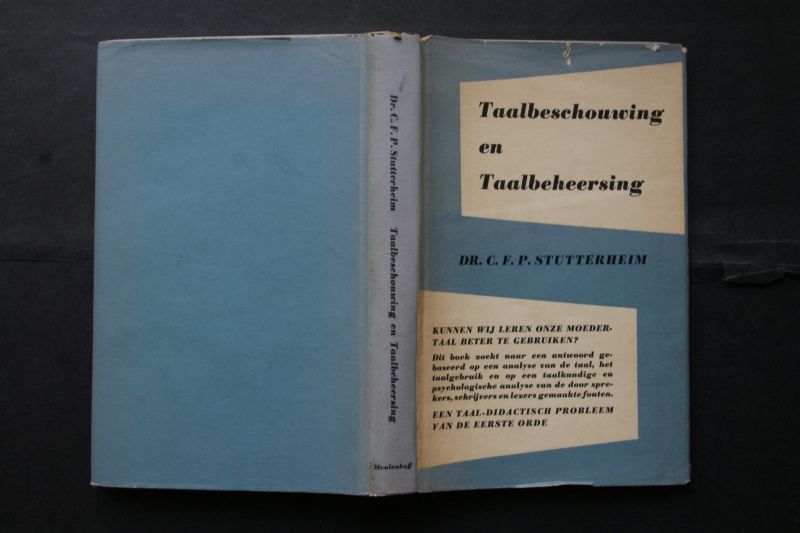 Dr. C. F. P. Stutterheim Taalbeschouwing en Taalbeheersing
Meulenhoff
Taalbeschouwing
en
Taalbeheersing
DR. C. F. P. STUTTERHEIM
KUNNEN WIJ LEREN ONZE MOEDER-
TAAL BETER TE GEBRUIKEN?
Dit boek zoekt naar een antwoord ge-
baseerd op een analyse van de taal, het
taalgebruik en op een taalkundige en
psychologische analyse van de door spre-
kers, schrijvers en lezers gemaakte fouten.
EEN TAAL-DIDACTISCH PROBLEEM
VAN DE EERSTE ORDE